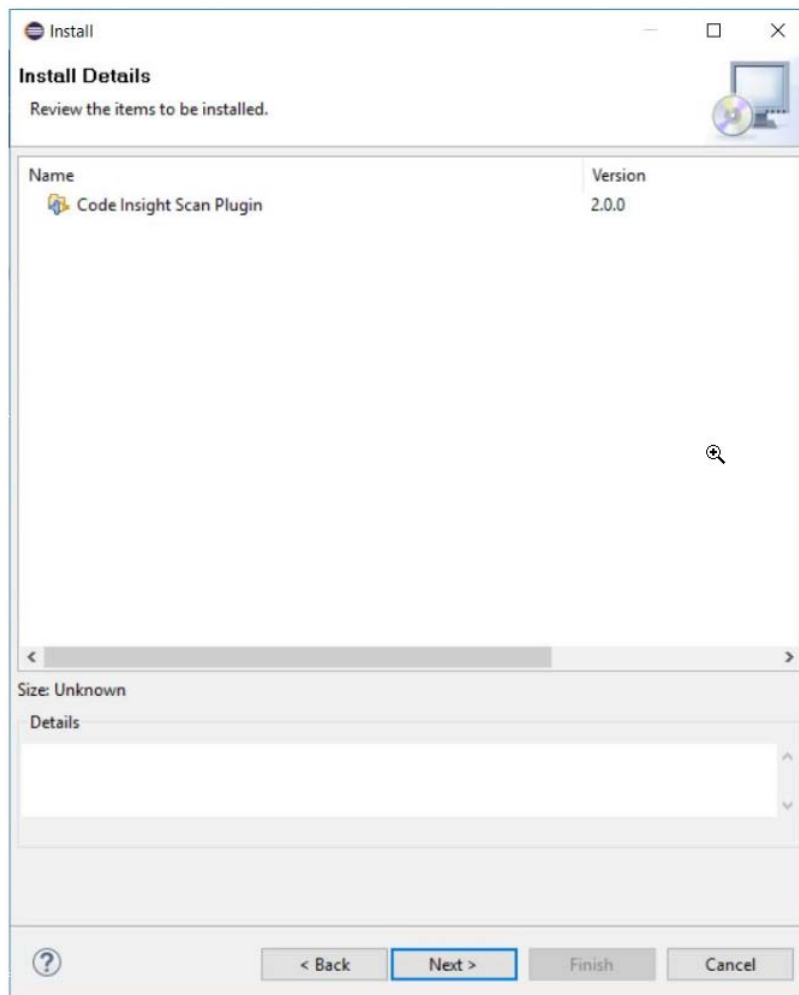 Install
Install Details
Review the items to be installed.
Name Version
Code Insight Scan Plugin 2.0.0
Size: Unknown
Details
? < Back Next > Finish Cancel